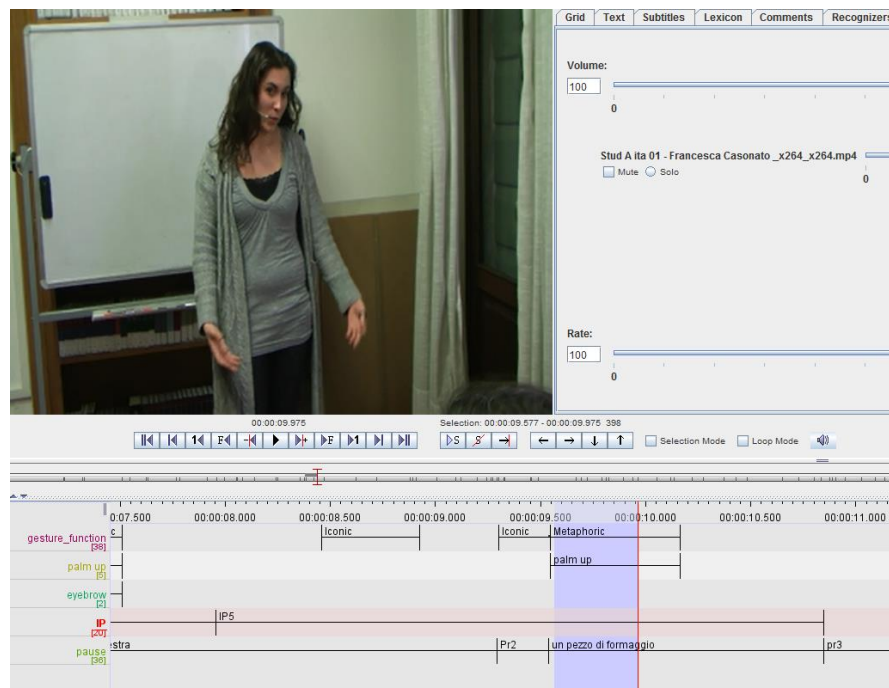 Grid Text Subtitles Lexicon Comments Recognizers
Volume:
100
0
Stud A ita 01 - Francesca Casonato _x264_x264.mp4
Mute Solo
0
Rate:
100
0
00:00:09.975 Selection: 00:00:09.577 - 00:00:09.975 398
1 F F 1 S S Selection Mode Loop Mode
0:07.500 00:00:08.000 00:00:08.500 00:00:09.000 00:00:09.500 00:00:10.000 00:00:10.500 00:00:11.000
gesture_function c Iconic Iconic Metaphoric
[38]
palm up palm up
[5]
eyebrow
[2]
IP IP5
[20]
pause stra Pr2 un pezzo di formaggio pr3
[36]